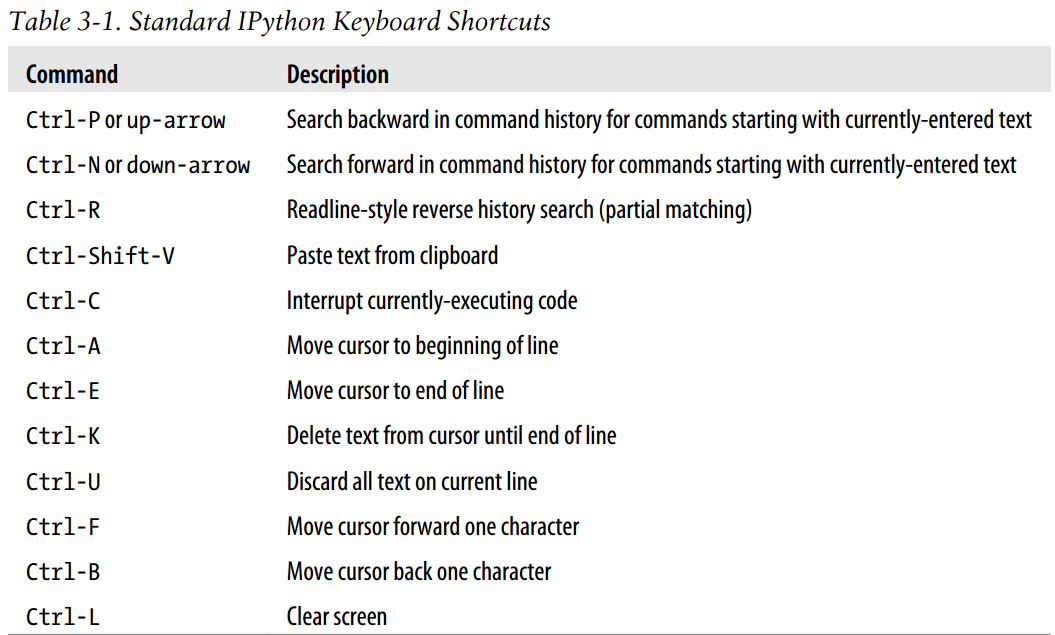 Table 3-1. Standard IPython Keyboard Shortcuts
Command Description
Ctrl-P or up-arrow Search backward in command history for commands starting with currently-entered text
Ctrl-N or down-arrow Search forward in command history for commands starting with currently-entered text
Ctrl-R Readline-style reverse history search (partial matching)
Ctrl-Shift-V Paste text from clipboard
Ctrl-C Interrupt currently-executing code
Ctrl-A Move cursor to beginning of line
Ctrl-E Move cursor to end of line
Ctrl-K Delete text from cursor until end of line
Ctrl-U Discard all text on current line
Ctrl-F Move cursor forward one character
Ctrl-B Move cursor back one character
Ctrl-L Clear screen